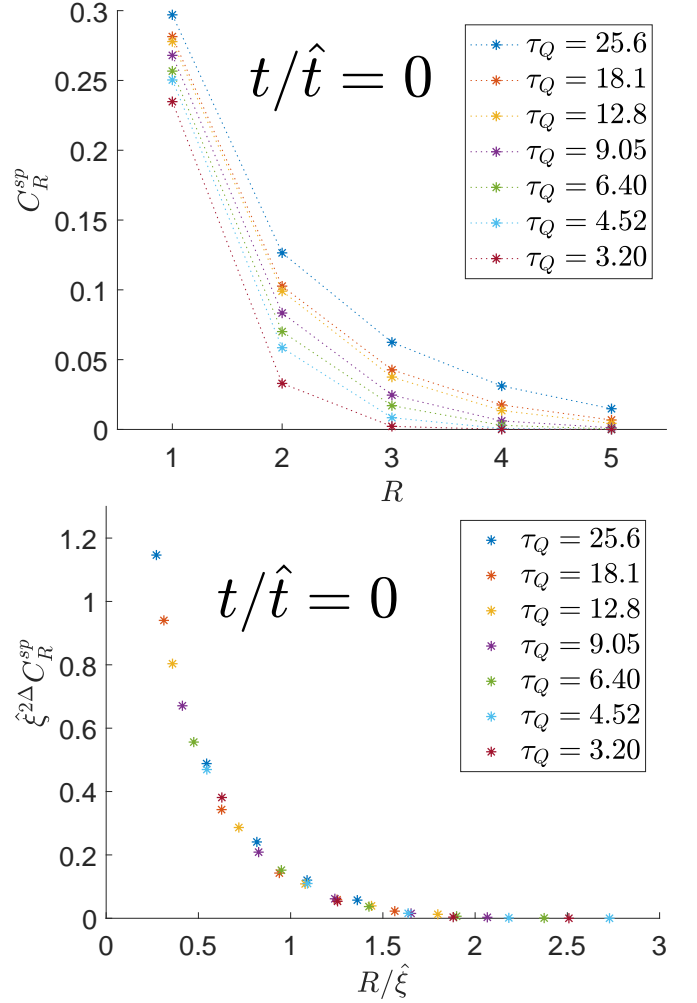 0.3
0.25
0.2
0.15
0.1
0.05
0
C_R^{sp}
t/\hat{t} = 0
τ_Q = 25.6
τ_Q = 18.1
τ_Q = 12.8
τ_Q = 9.05
τ_Q = 6.40
τ_Q = 4.52
τ_Q = 3.20
1 2 3 4 5
R
1.2
1
0.8
0.6
0.4
0.2
0
\hat{ξ}^{2Δ} C_R^{sp}
t/\hat{t} = 0
τ_Q = 25.6
τ_Q = 18.1
τ_Q = 12.8
τ_Q = 9.05
τ_Q = 6.40
τ_Q = 4.52
τ_Q = 3.20
0 0.5 1 1.5 2 2.5 3
R/\hat{ξ}